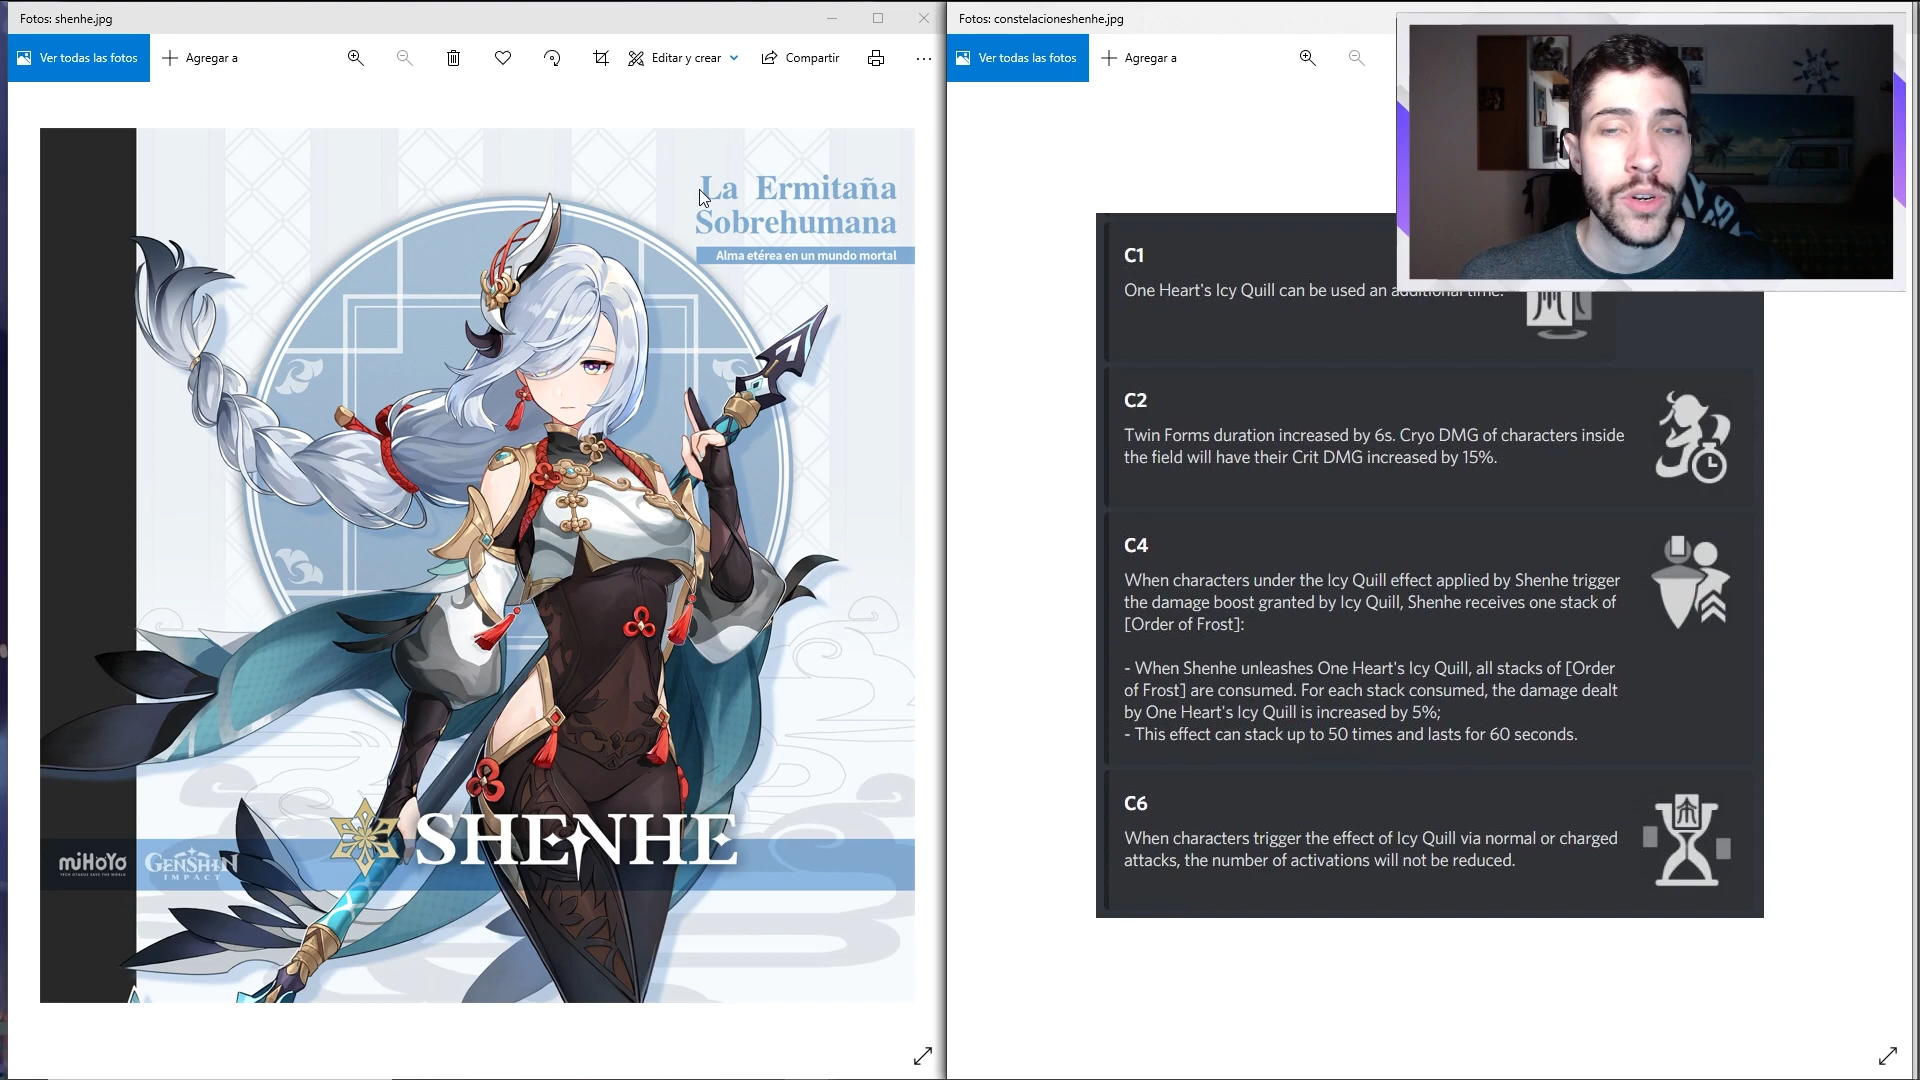 Fotos: shenhe.jpg
Ver todas las fotos
Agregar a
Editar y crear
Compartir
La Ermitaña
Sobrehumana
Alma etérea en un mundo mortal
SHENHE
miHoYo
TECH OTAKUS SAVE THE WORLD
GENSHIN
IMPACT
Fotos: constelacioneshenhe.jpg
Ver todas las fotos
Agregar a
C1
One Heart's Icy Quill can be used an additional time.
C2
Twin Forms duration increased by 6s. Cryo DMG of characters inside
the field will have their Crit DMG increased by 15%.
C4
When characters under the Icy Quill effect applied by Shenhe trigger
the damage boost granted by Icy Quill, Shenhe receives one stack of
[Order of Frost]:
- When Shenhe unleashes One Heart's Icy Quill, all stacks of [Order
of Frost] are consumed. For each stack consumed, the damage dealt
by One Heart's Icy Quill is increased by 5%;
- This effect can stack up to 50 times and lasts for 60 seconds.
C6
When characters trigger the effect of Icy Quill via normal or charged
attacks, the number of activations will not be reduced.